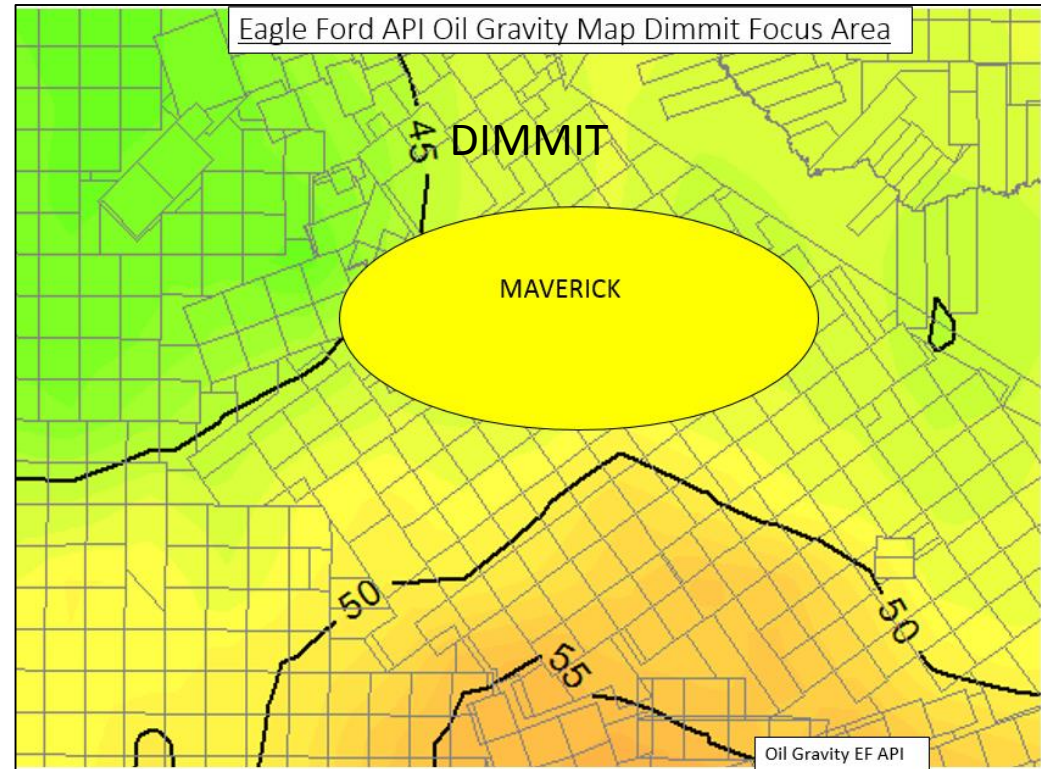 Eagle Ford API Oil Gravity Map Dimmit Focus Area
45
DIMMIT
MAVERICK
50
50
55
Oil Gravity EF API